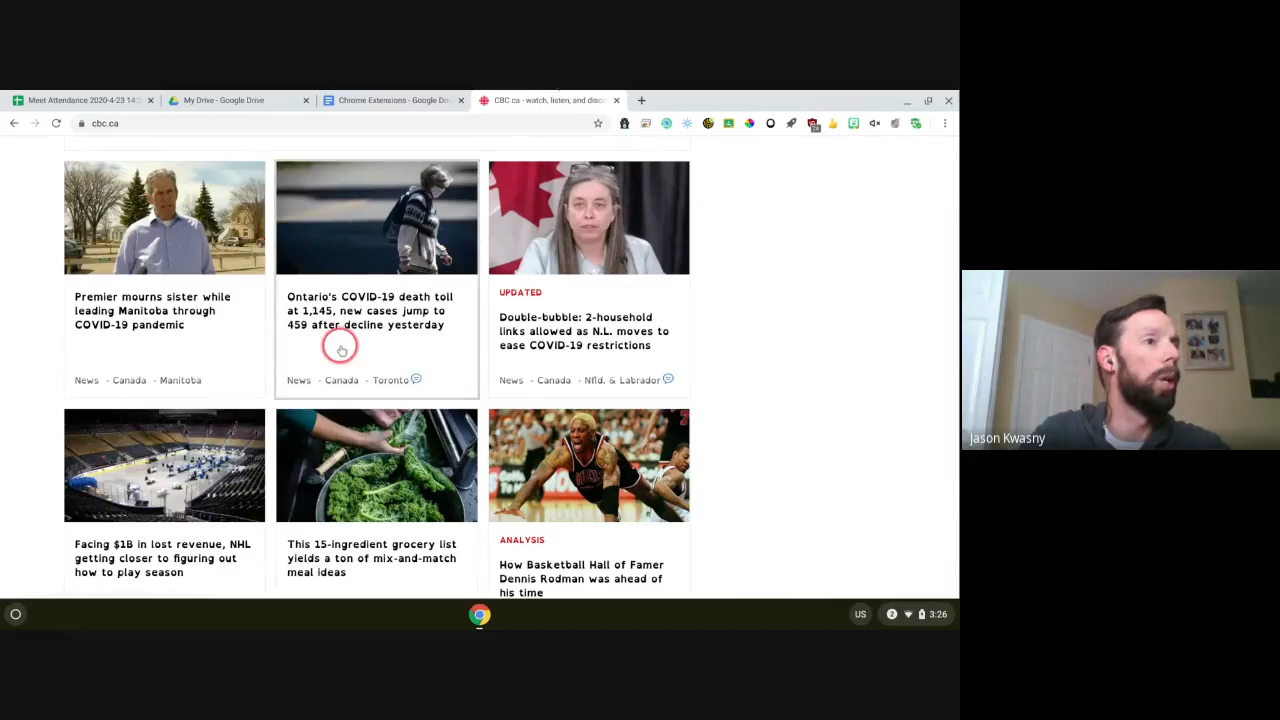 Meet Attendance 2020-4-23 14:
My Drive - Google Drive
Chrome Extensions - Google Do
CBC.ca - watch, listen, and disco
cbc.ca
24
Premier mourns sister while
leading Manitoba through
COVID-19 pandemic
News - Canada - Manitoba
Ontario's COVID-19 death toll
at 1,145, new cases jump to
459 after decline yesterday
News - Canada - Toronto
UPDATED
Double-bubble: 2-household
links allowed as N.L. moves to
ease COVID-19 restrictions
News - Canada - Nfld. & Labrador
Facing $1B in lost revenue, NHL
getting closer to figuring out
how to play season
This 15-ingredient grocery list
yields a ton of mix-and-match
meal ideas
ANALYSIS
How Basketball Hall of Famer
Dennis Rodman was ahead of
his time
Jason Kwasny
US
2
3:26